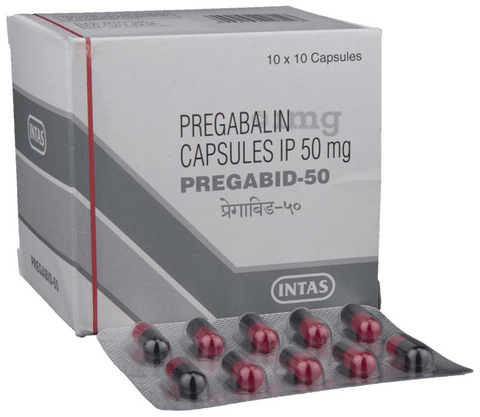 10 x 10 Capsules
PREGABALIN
CAPSULES IP 50 mg
PREGABID-50
प्रेगाबिड-५०
INTAS
INTAS
PREGABID-50